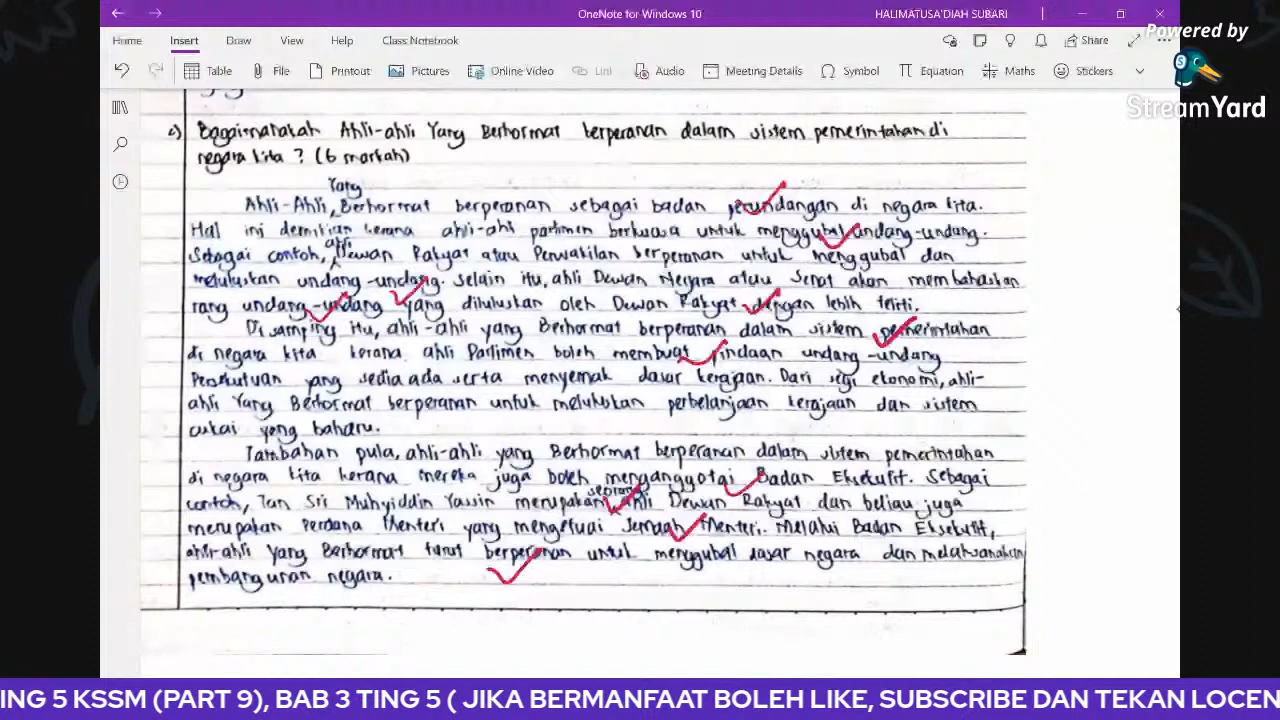 OneNote for Windows 10
HALIMATUSA'DIAH SUBARI
Powered by
StreamYard
Home Insert Draw View Help Class Notebook
Share
Table File Printout Pictures Online Video Link Audio Meeting Details Symbol Equation Maths Stickers
c) Bagaimanakah Ahli-ahli Yang Berhormat berperanan dalam sistem pemerintahan di
negara kita ? (6 markah)
Yang
Ahli-Ahli, Berhormat berperanan sebagai badan perundangan di negara kita.
Hal ini demikian kerana ahli-ahli parlimen berkuasa untuk menggubal undang-undang.
ahli
Sebagai contoh, Dewan Rakyat atau Perwakilan berperanan untuk menggubal dan
meluluskan undang-undang. Selain itu, ahli Dewan Negara atau Senat akan membahaskan
rang undang-undang yang diluluskan oleh Dewan Rakyat dengan lebih teliti.
Di samping itu, ahli-ahli yang Berhormat berperanan dalam sistem pemerintahan
di negara kita kerana ahli Parlimen boleh membuat pindaan undang-undang
Persekutuan yang sedia ada serta menyemak dasar kerajaan. Dari segi ekonomi, ahli-
ahli Yang Berhormat berperanan untuk meluluskan perbelanjaan kerajaan dan sistem
cukai yang baharu.
Tambahan pula, ahli-ahli yang Berhormat berperanan dalam sistem pemerintahan
di negara kita kerana mereka juga boleh menganggotai Badan Eksekutif. Sebagai
seorang
contoh, Tan Sri Muhyiddin Yassin merupakan ahli Dewan Rakyat dan beliau juga
merupakan Perdana Menteri yang mengetuai Jemaah Menteri. Melalui Badan Eksekutif,
ahli-ahli yang Berhormat turut berperanan untuk menggubal dasar negara dan melaksanakan
pembangunan negara.
ING 5 KSSM (PART 9), BAB 3 TING 5 ( JIKA BERMANFAAT BOLEH LIKE, SUBSCRIBE DAN TEKAN LOCEN